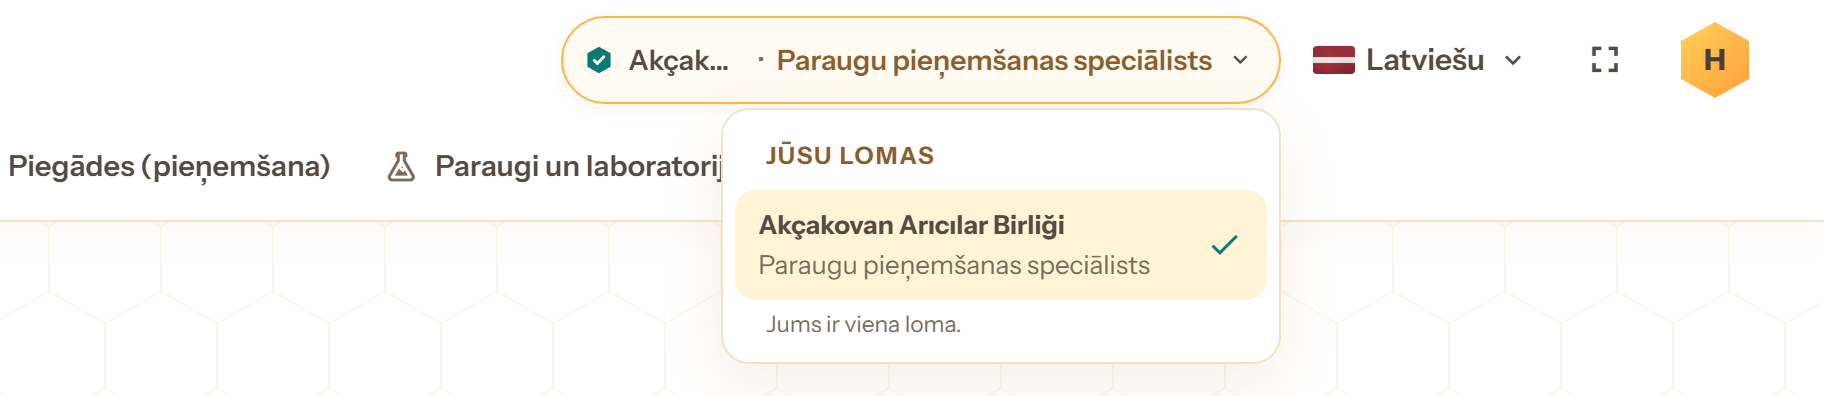 Akçak... · Paraugu pieņemšanas speciālists
Latviešu
H
Piegādes (pieņemšana)
Paraugi un laboratorij
JŪSU LOMAS
Akçakovan Arıcılar Birliği
Paraugu pieņemšanas speciālists
Jums ir viena loma.